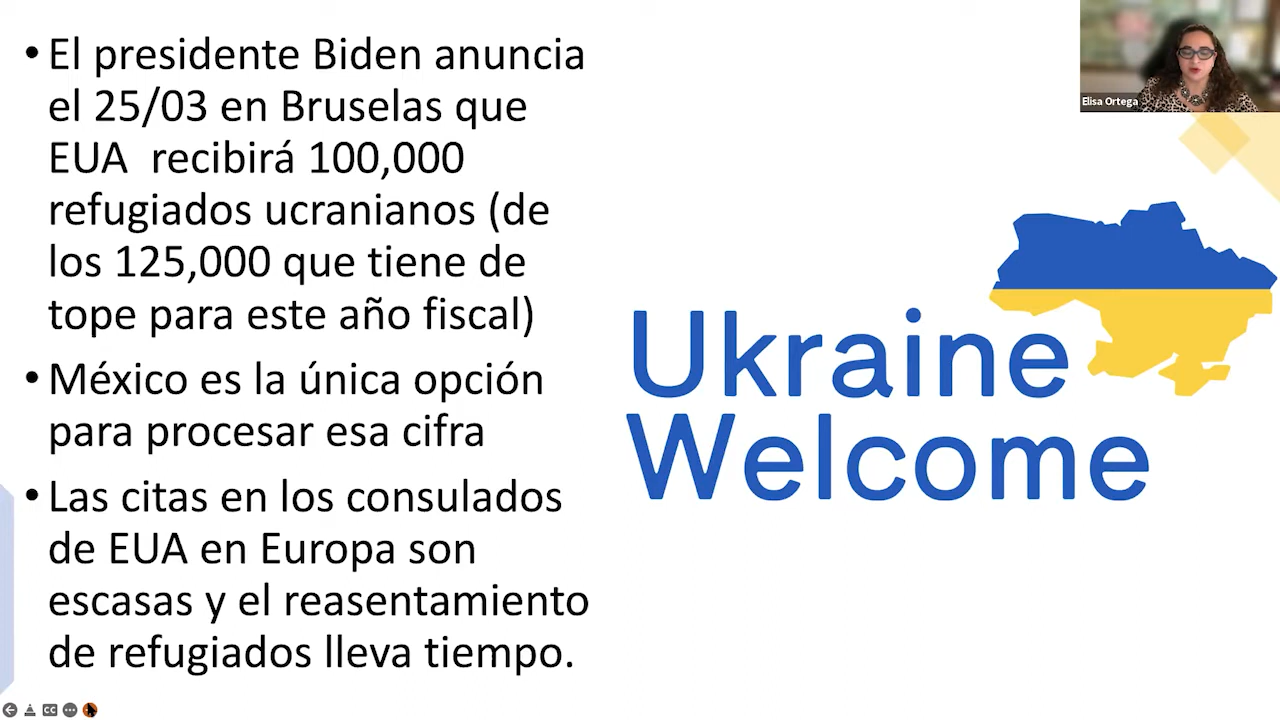 • El presidente Biden anuncia
el 25/03 en Bruselas que
EUA  recibirá 100,000
refugiados ucranianos (de
los 125,000 que tiene de
tope para este año fiscal)
• México es la única opción
para procesar esa cifra
• Las citas en los consulados
de EUA en Europa son
escasas y el reasentamiento
de refugiados lleva tiempo.
Ukraine
Welcome
Elisa Ortega
CC